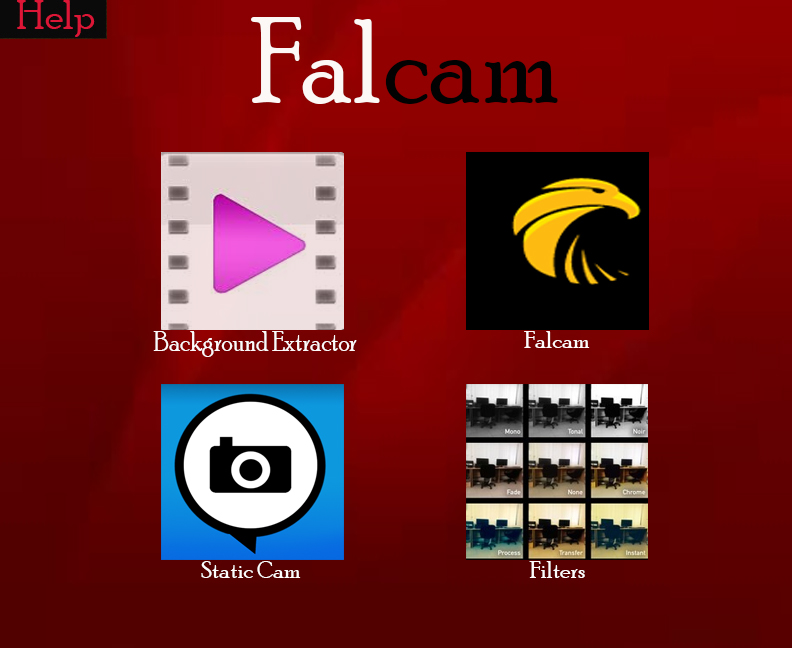 Help
Falcam
Background Extractor
Falcam
Mono
Tonal
Noir
Fade
None
Chrome
Process
Transfer
Instant
Static Cam
Filters